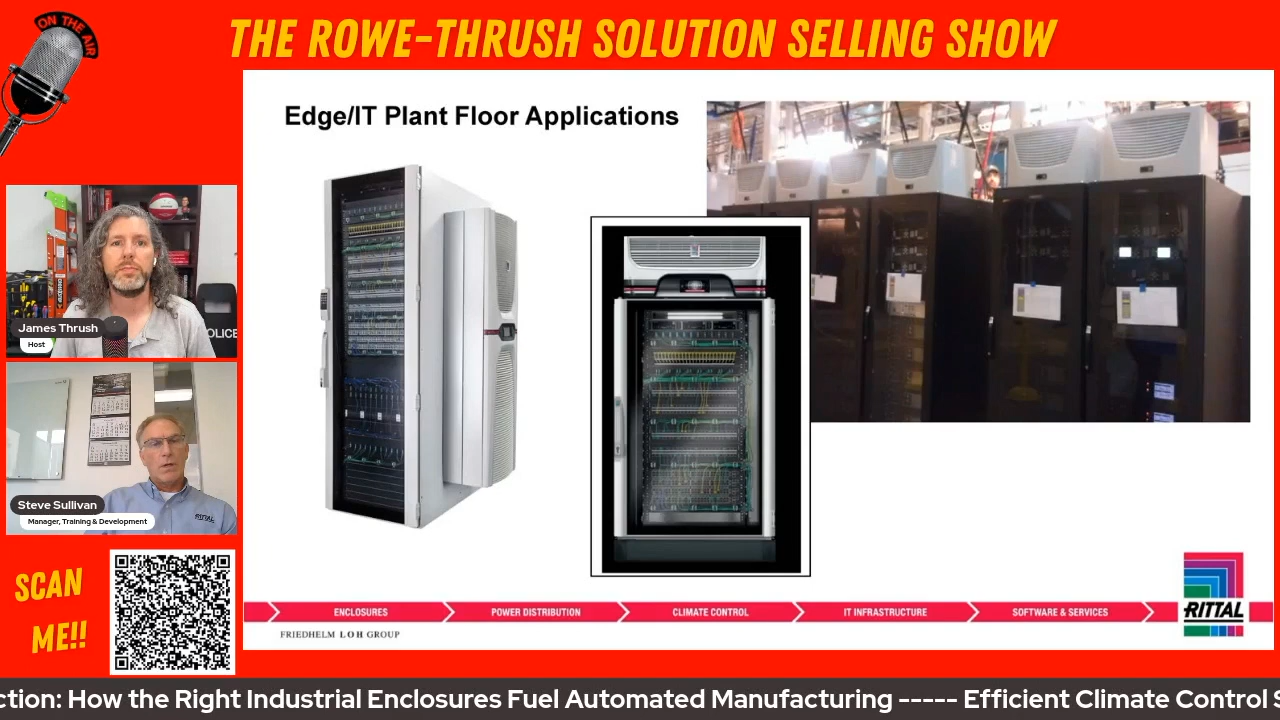 ON THE AIR
THE ROWE-THRUSH SOLUTION SELLING SHOW
Edge/IT Plant Floor Applications
OLICE
James Thrush
Host
Steve Sullivan
Manager, Training & Development
RITTAL
SCAN
ME!!
ENCLOSURES
POWER DISTRIBUTION
CLIMATE CONTROL
IT INFRASTRUCTURE
SOFTWARE & SERVICES
RITTAL
FRIEDHELM LOH GROUP
ction: How the Right Industrial Enclosures Fuel Automated Manufacturing ----- Efficient Climate Control S